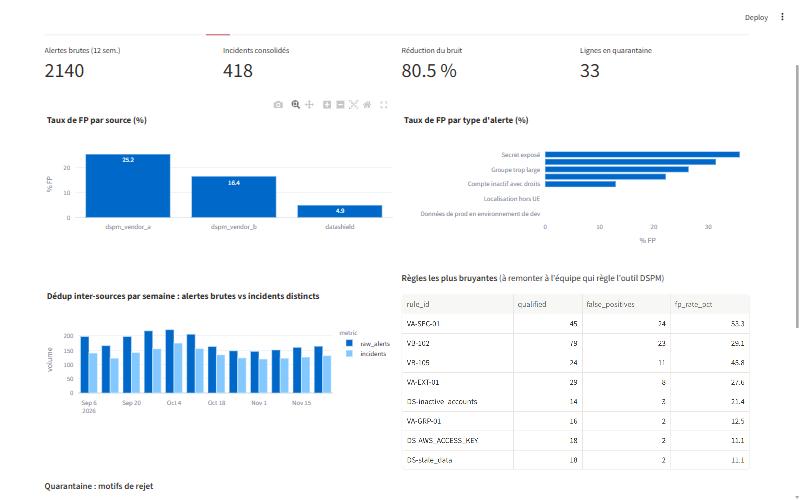 Deploy
Alertes brutes (12 sem.)
2140
Incidents consolidés
418
Réduction du bruit
80.5 %
Lignes en quarantaine
33
Taux de FP par source (%)
% FP
20
10
0
25.2
16.4
4.9
dspm_vendor_a
dspm_vendor_b
datashield
Taux de FP par type d'alerte (%)
Secret exposé
Groupe trop large
Compte inactif avec droits
Localisation hors UE
Données de prod en environnement de dev
0
10
20
30
% FP
Dédup inter-sources par semaine : alertes brutes vs incidents distincts
volume
200
150
100
50
0
Sep 6
2026
Sep 20
Oct 4
Oct 18
Nov 1
Nov 15
metric
raw_alerts
incidents
Règles les plus bruyantes (à remonter à l'équipe qui règle l'outil DSPM)
rule_id qualified false_positives fp_rate_pct
VA-SEC-01 45 24 53.3
VB-102 79 23 29.1
VB-105 24 11 45.8
VA-EXT-01 29 8 27.6
DS-inactive_accounts 14 3 21.4
VA-GRP-01 16 2 12.5
DS-AWS_ACCESS_KEY 18 2 11.1
DS-stale_data 18 2 11.1
Quarantaine : motifs de rejet